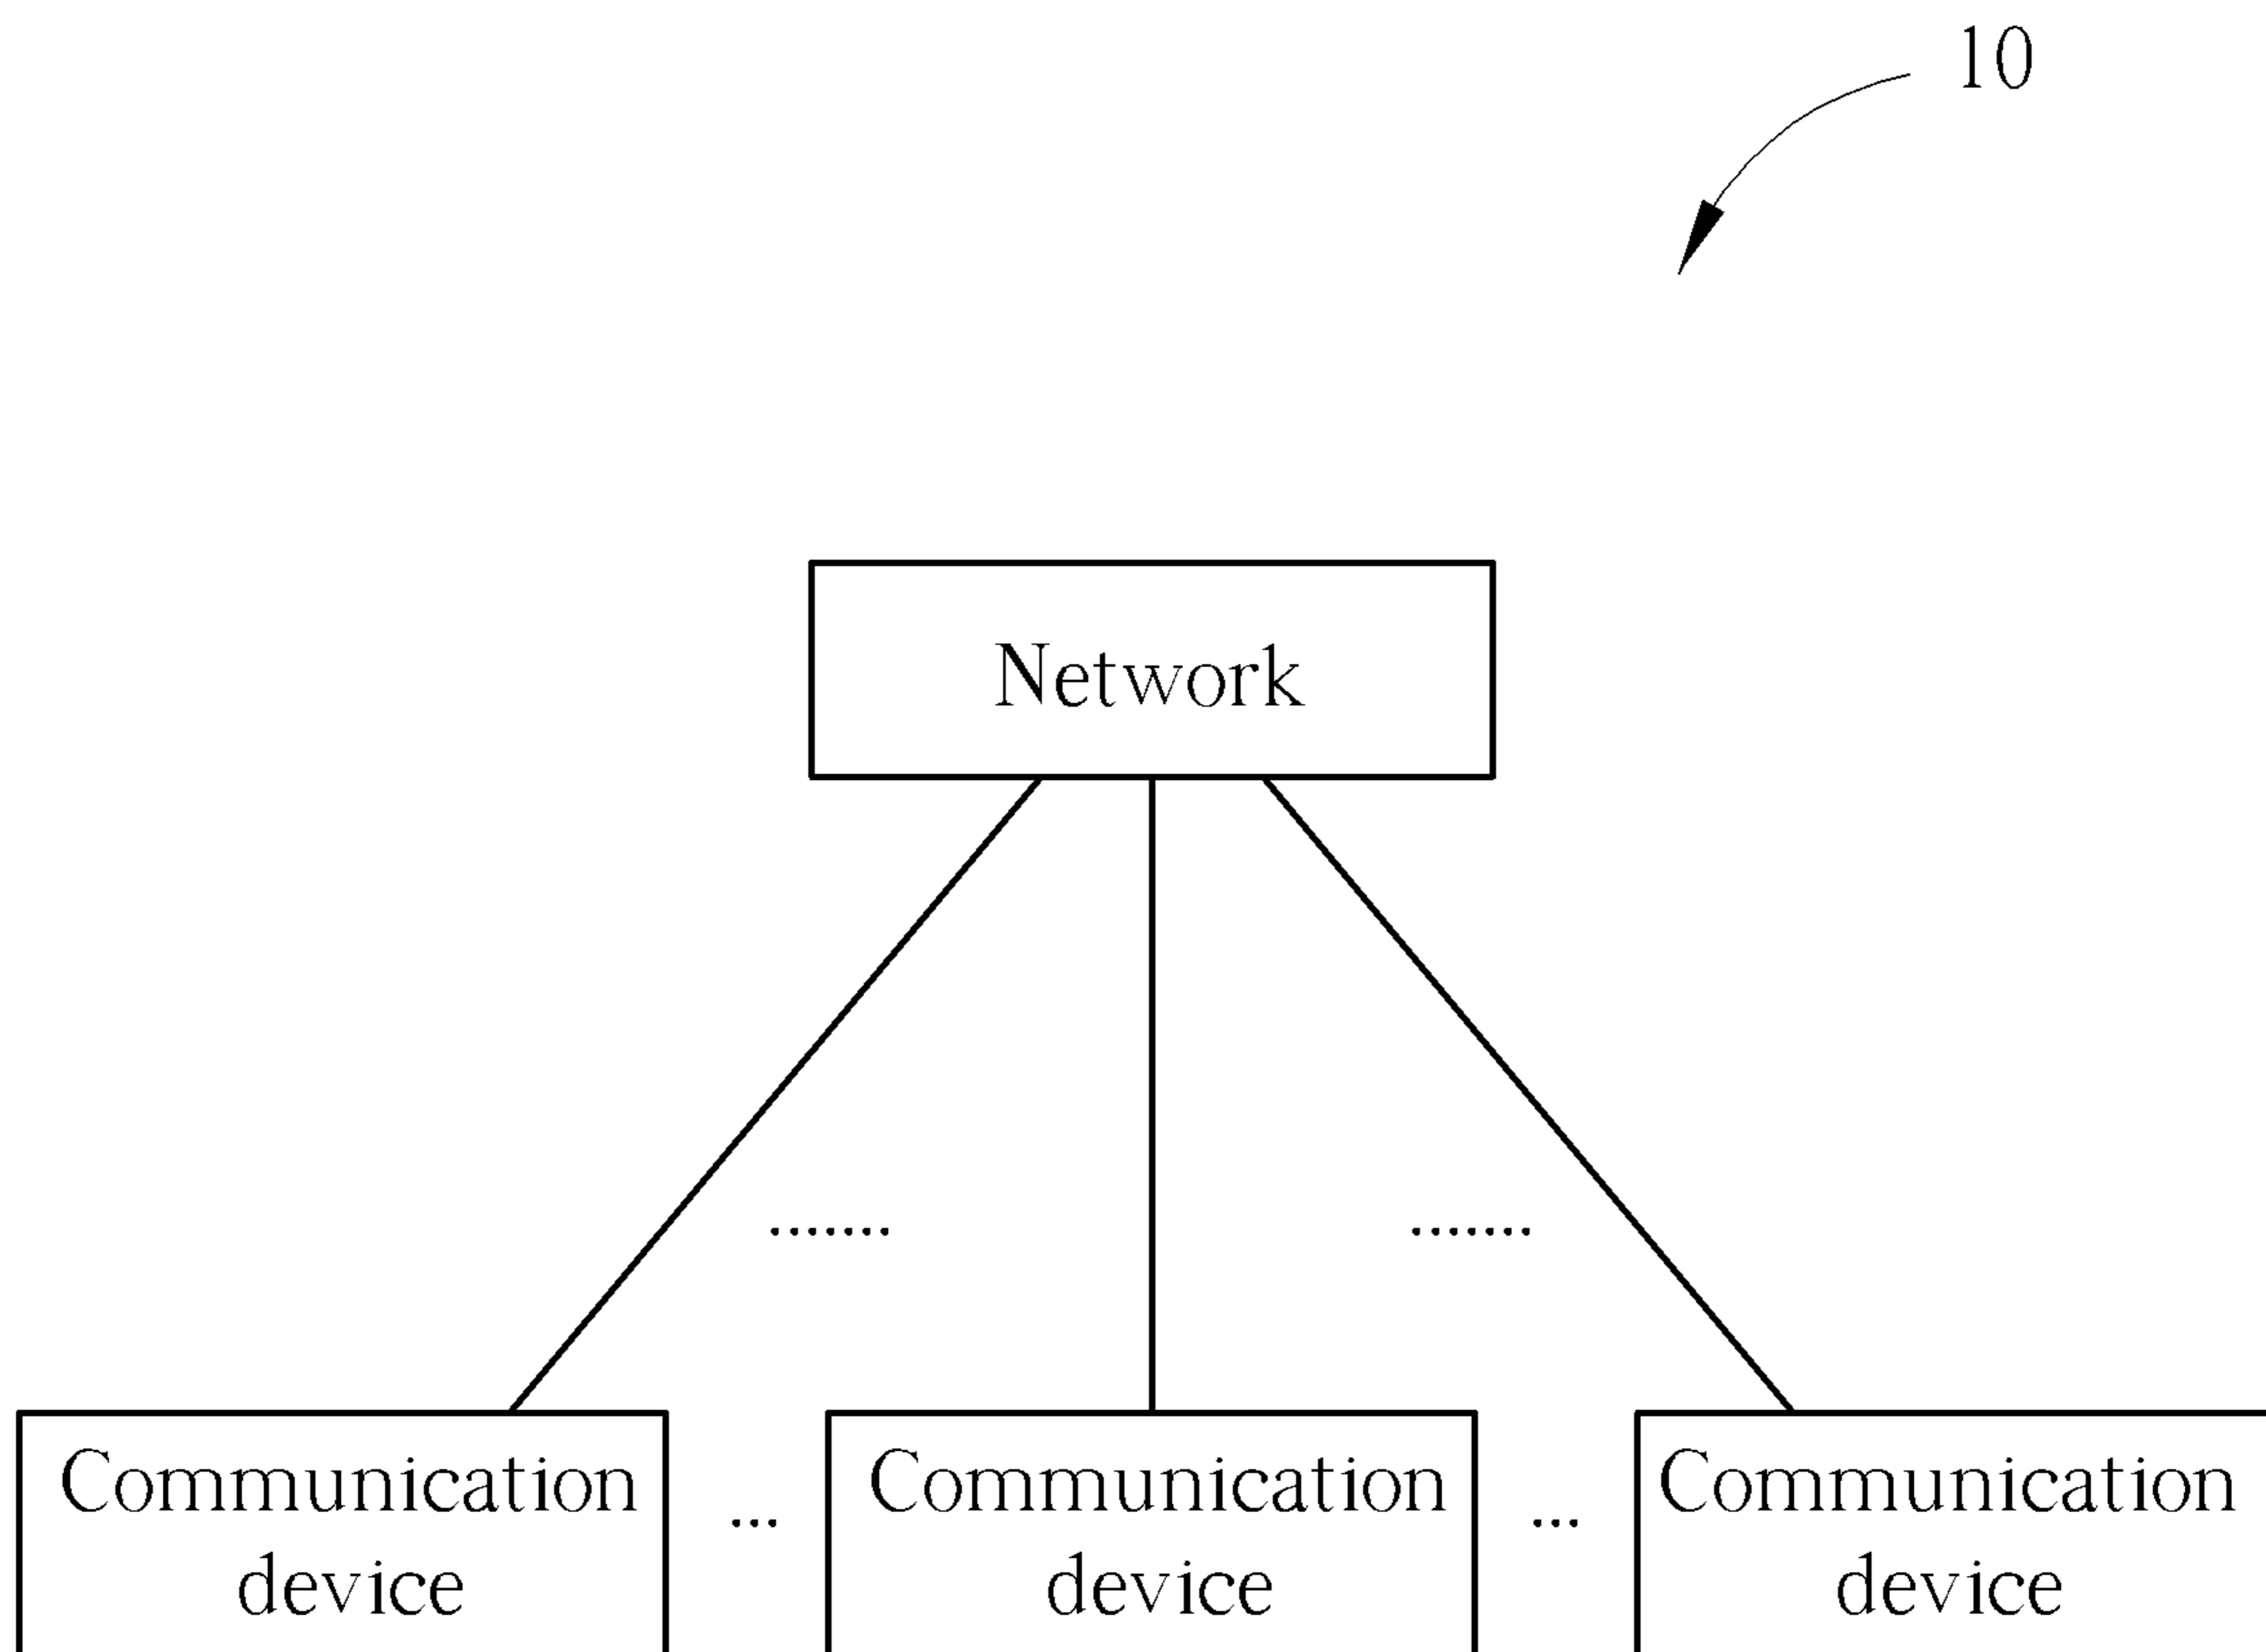 10
Network
.......
.......
Communication
device
...
Communication
device
...
Communication
device